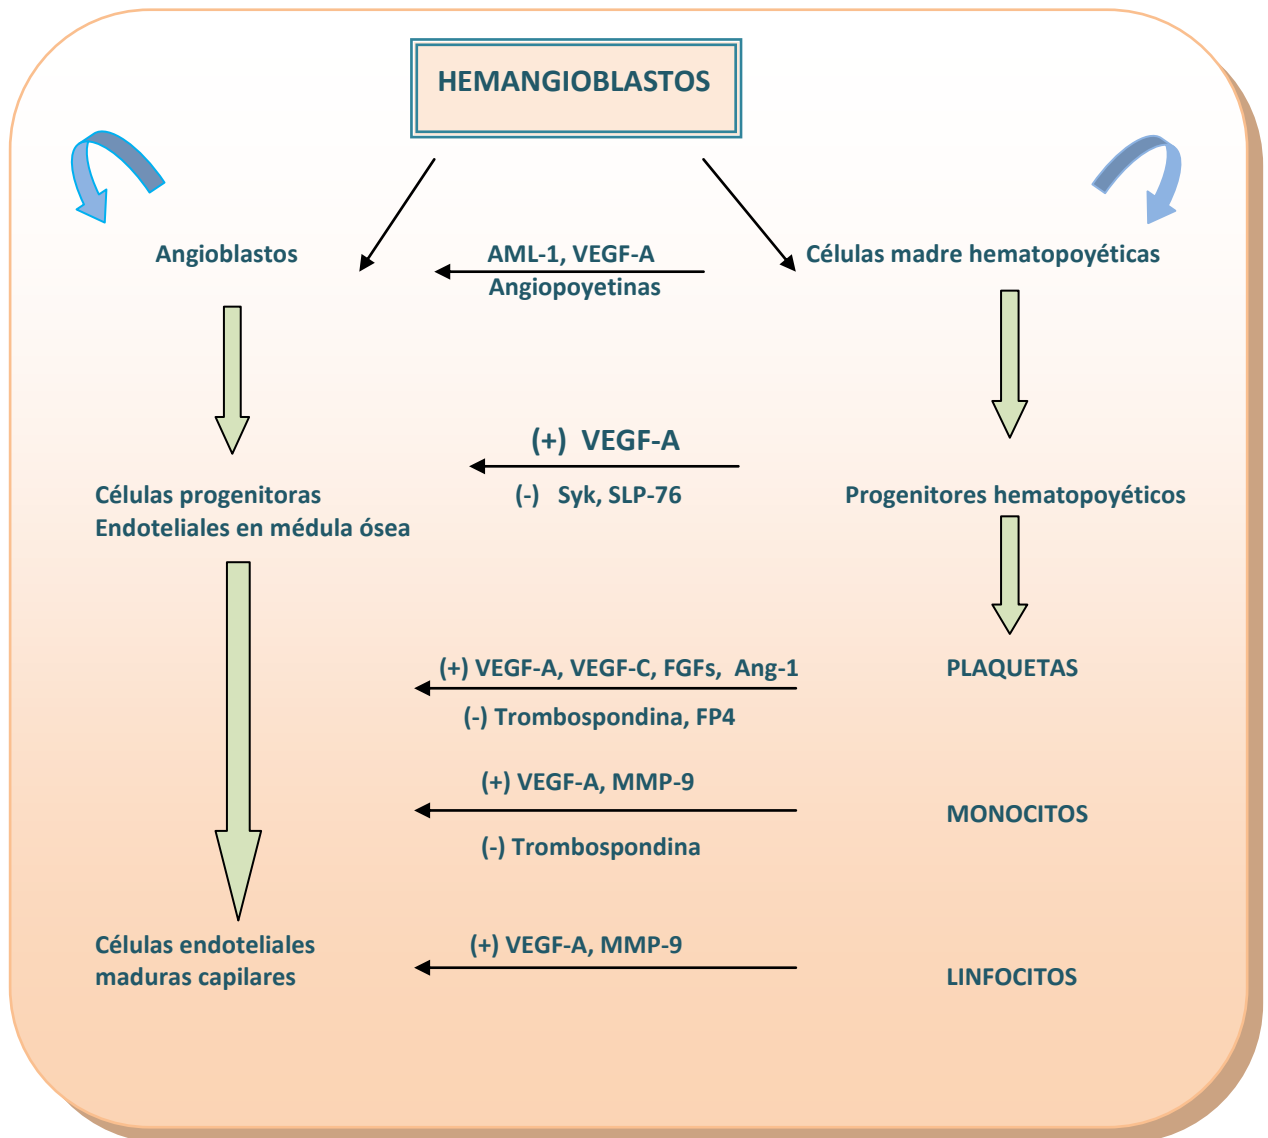 HEMANGIOBLASTOS
Angioblastos
AML-1, VEGF-A
Angiopoyetinas
Células madre hematopoyéticas
(+) VEGF-A
(-) Syk, SLP-76
Células progenitoras
Endoteliales en médula ósea
Progenitores hematopoyéticos
(+) VEGF-A, VEGF-C, FGFs, Ang-1
(-) Trombospondina, FP4
PLAQUETAS
(+) VEGF-A, MMP-9
(-) Trombospondina
MONOCITOS
Células endoteliales
maduras capilares
(+) VEGF-A, MMP-9
LINFOCITOS